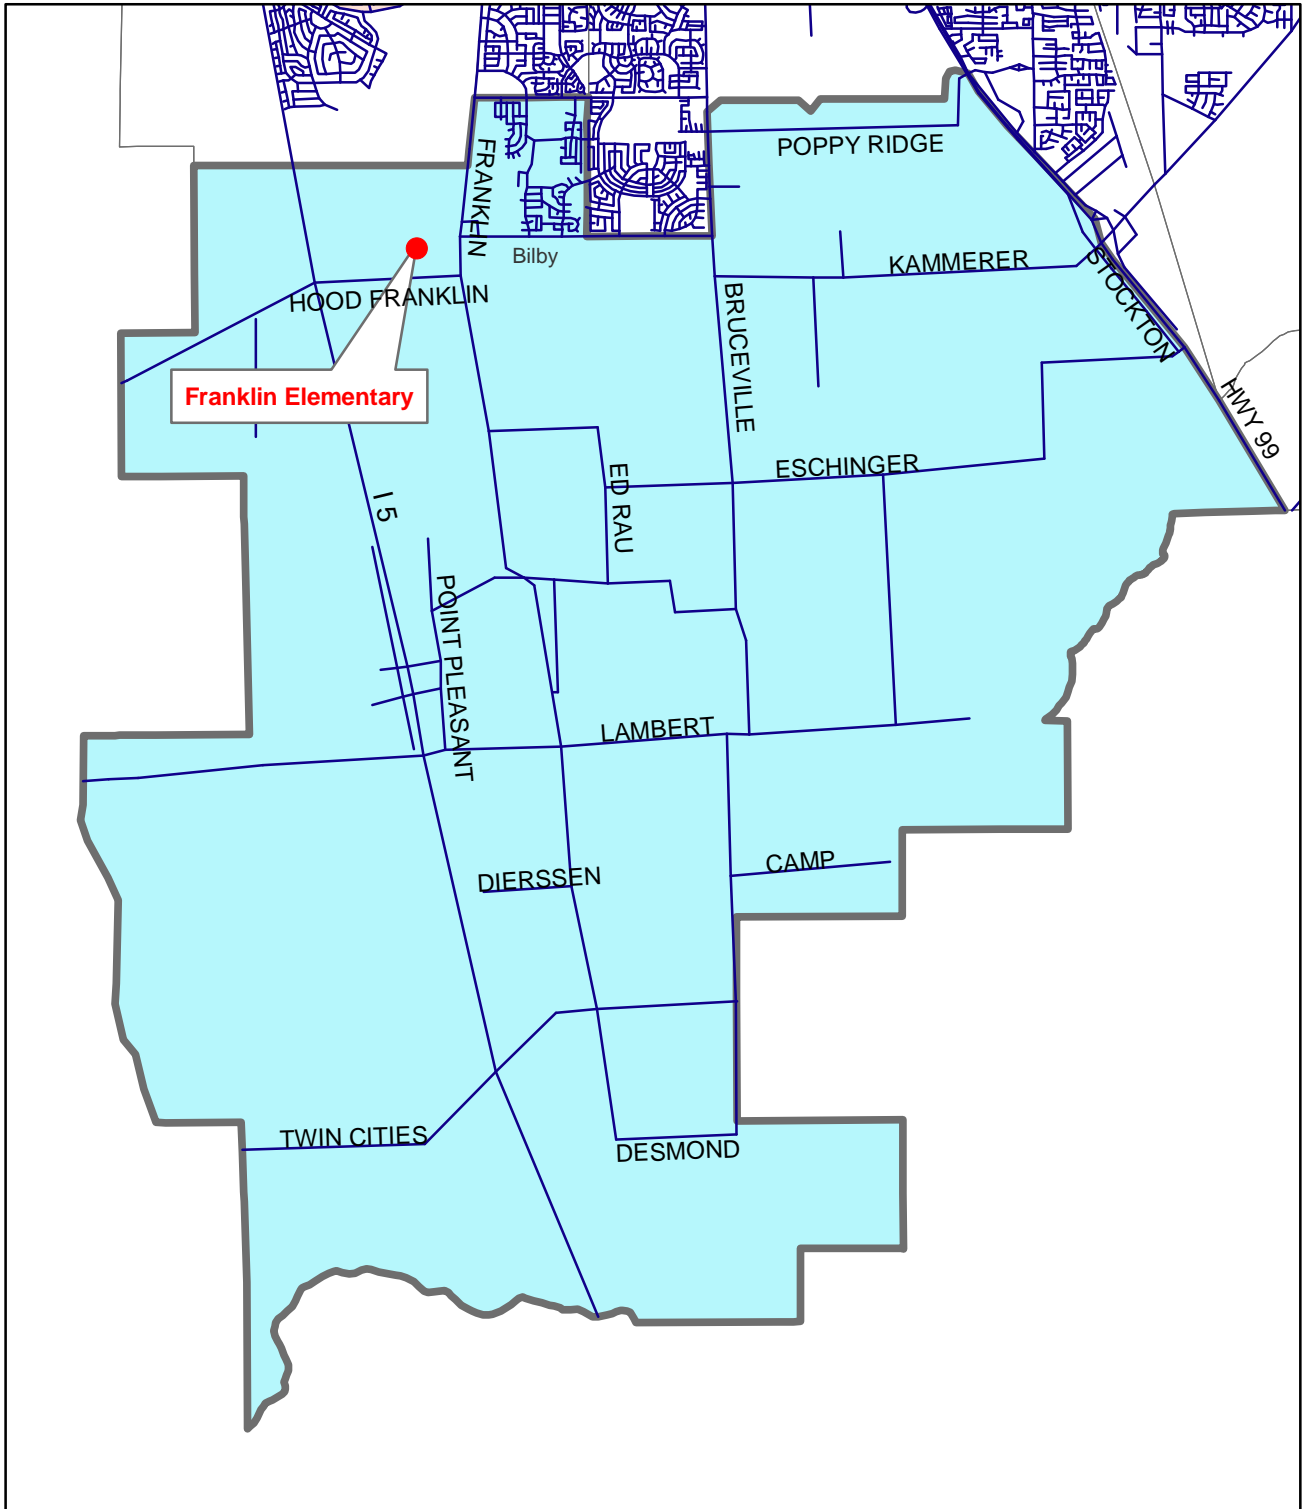 POPPY RIDGE
FRANKLIN
Bilby
KAMMERER
STOCKTON
HOOD FRANKLIN
BRUCEVILLE
Franklin Elementary
HWY 99
ESCHINGER
ED RAU
I 5
POINT PLEASANT
LAMBERT
CAMP
DIERSSEN
TWIN CITIES
DESMOND